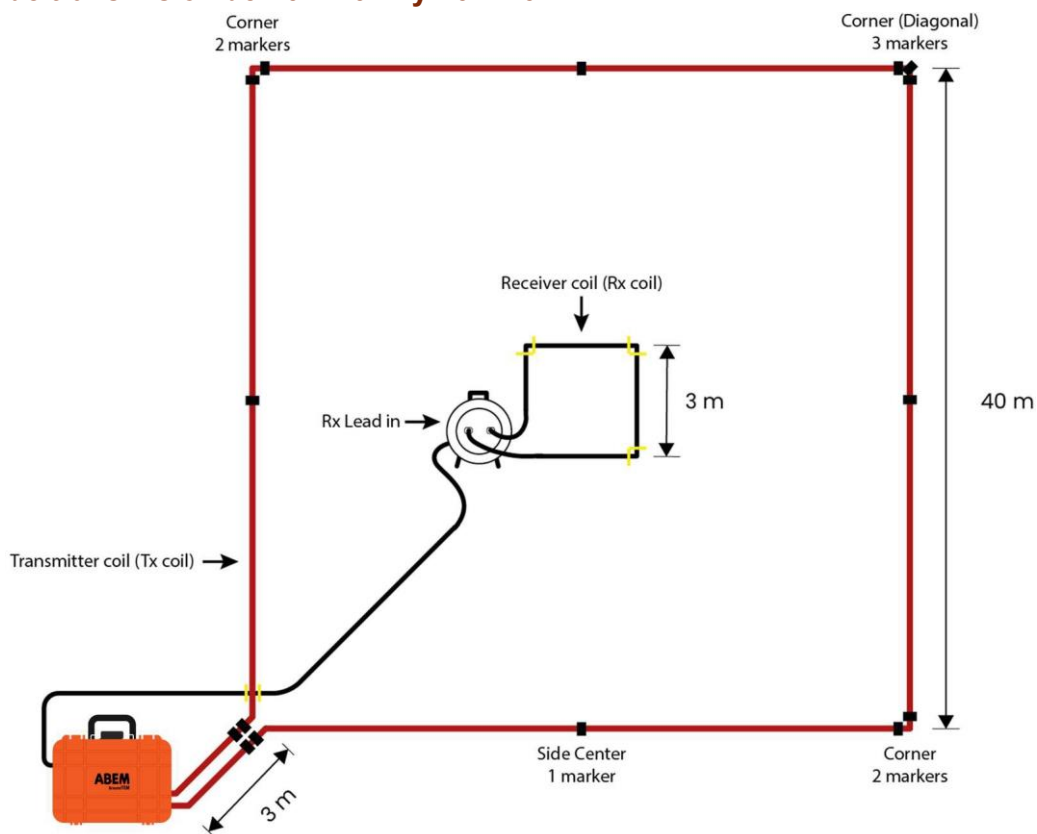 Corner
2 markers
Corner (Diagonal)
3 markers
Receiver coil (Rx coil)
Rx Lead in
3 m
40 m
Transmitter coil (Tx coil)
ABEM
3 m
Side Center
1 marker
Corner
2 markers